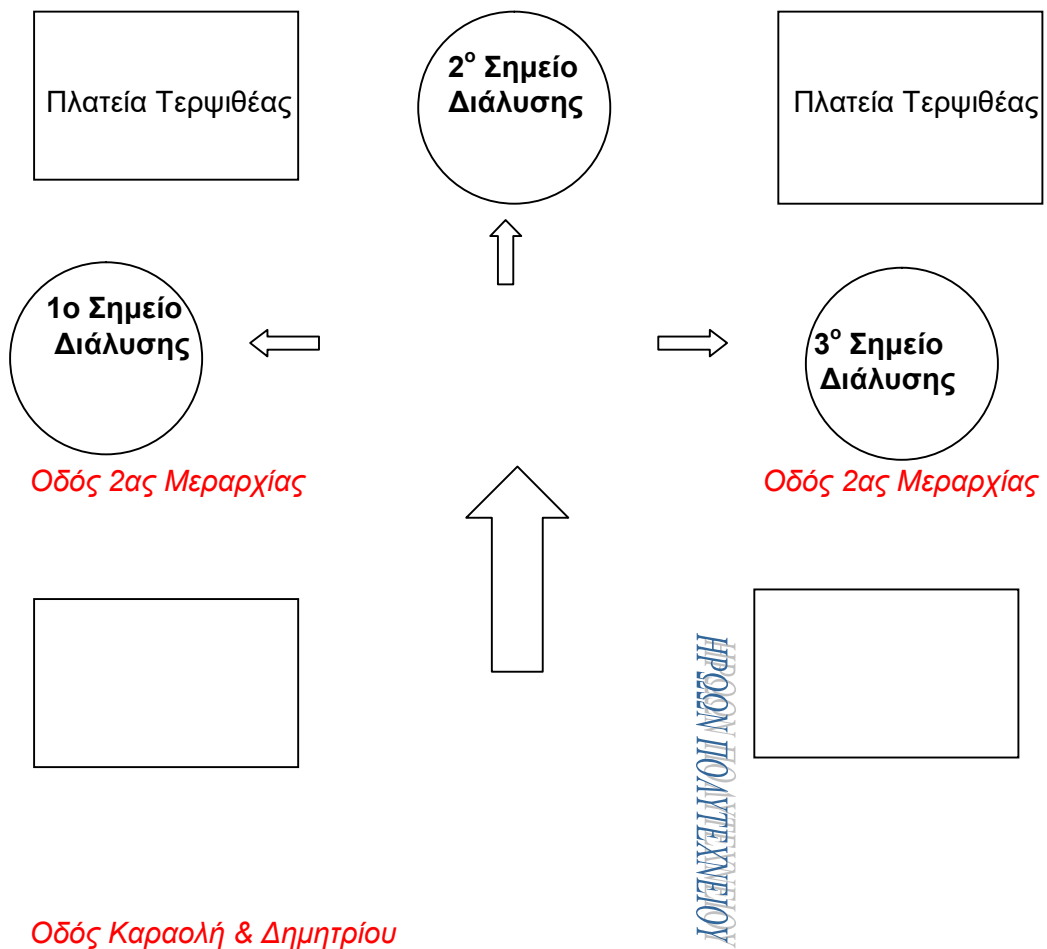 Πλατεία Τερψιθέας
2ο Σημείο
Διάλυσης
Πλατεία Τερψιθέας
1ο Σημείο
Διάλυσης
3ο Σημείο
Διάλυσης
Οδός 2ας Μεραρχίας
Οδός 2ας Μεραρχίας
ΗΡΩΩΝ ΠΟΛΥΤΕΧΝΕΙΟΥ
Οδός Καραολή & Δημητρίου